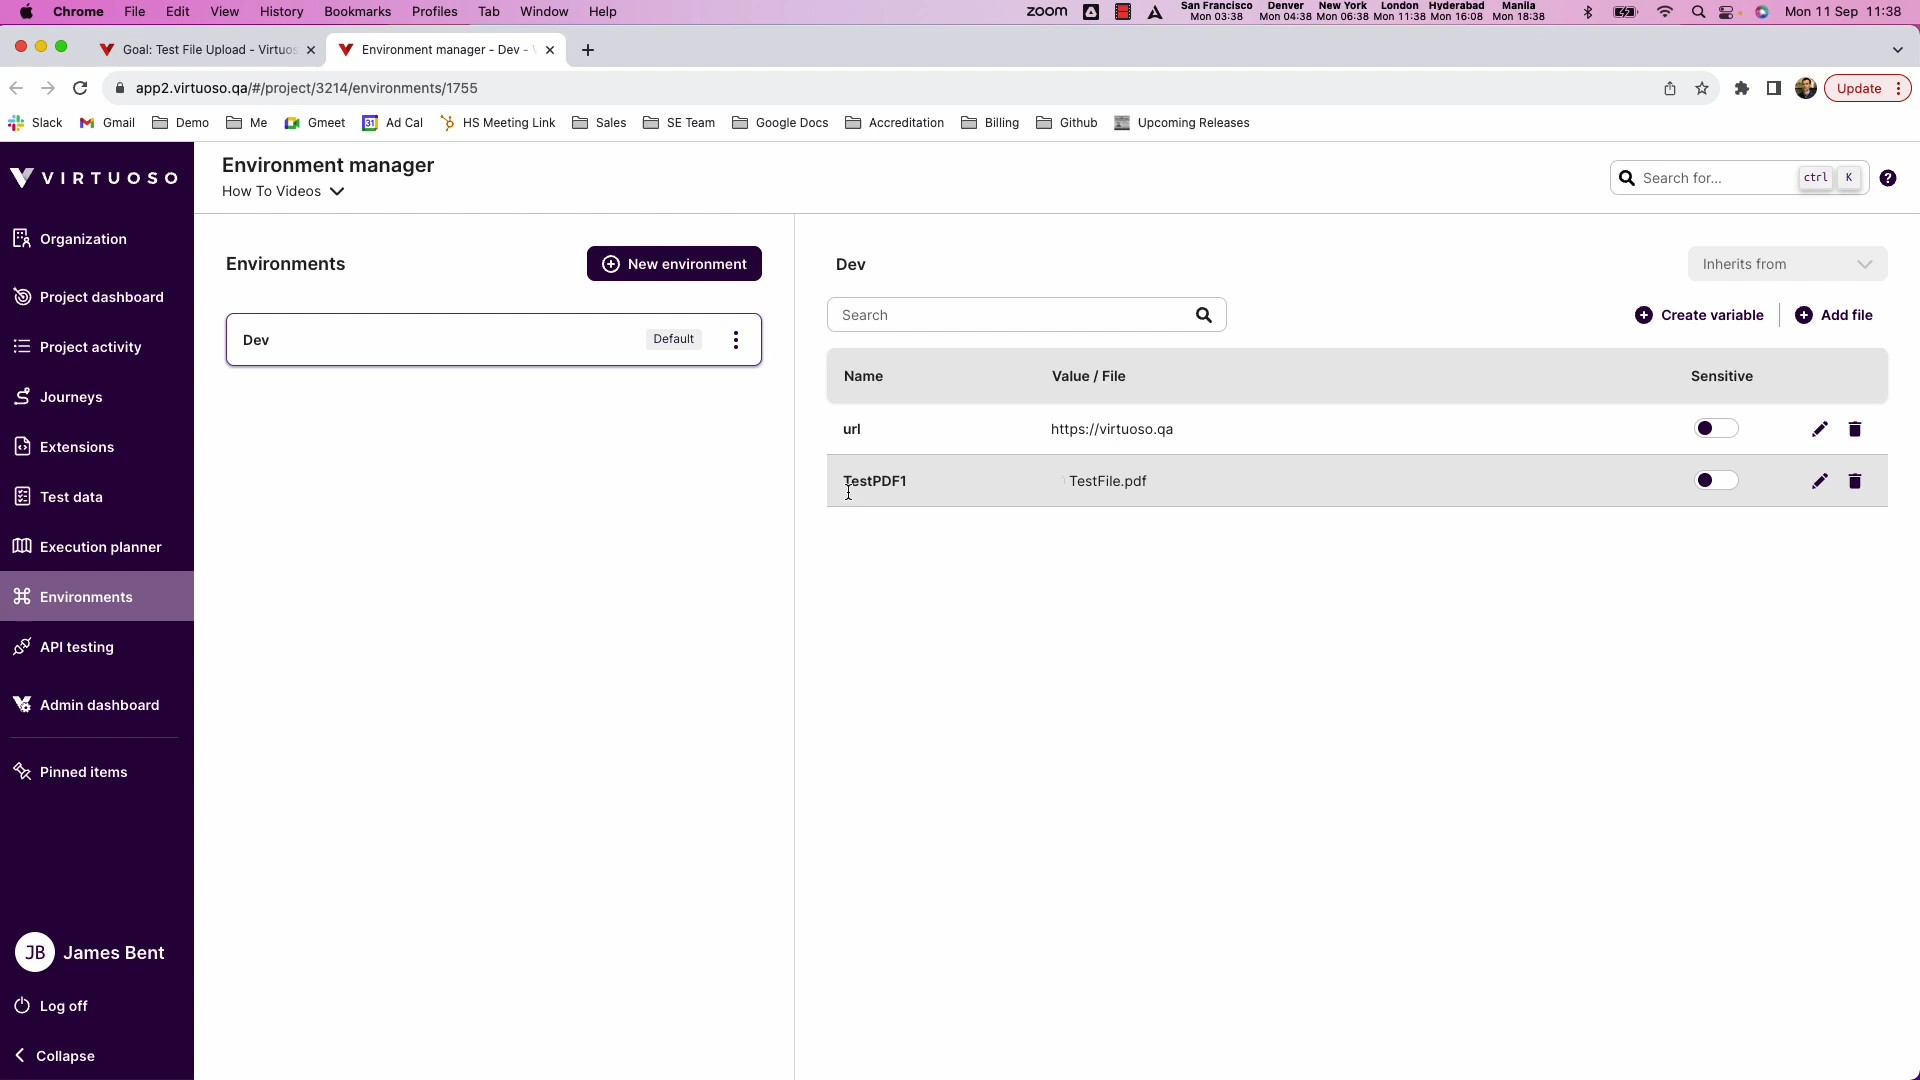 Chrome File Edit View History Bookmarks Profiles Tab Window Help zoom San Francisco Denver New York London Hyderabad Manila Mon 11 Sep 11:38
Mon 03:38 Mon 04:38 Mon 06:38 Mon 11:38 Mon 16:08 Mon 18:38
Goal: Test File Upload - Virtuos Environment manager - Dev -
app2.virtuoso.qa/#/project/3214/environments/1755 Update
Slack Gmail Demo Me Gmeet Ad Cal HS Meeting Link Sales SE Team Google Docs Accreditation Billing Github Upcoming Releases
VIRTUOSO
Organization
Project dashboard
Project activity
Journeys
Extensions
Test data
Execution planner
Environments
API testing
Admin dashboard
Pinned items
JB James Bent
Log off
Collapse
Environment manager
How To Videos
Search for... ctrl K ?
Environments New environment
Dev Default
Dev Inherits from
Search Create variable Add file
Name Value / File Sensitive
url https://virtuoso.qa
TestPDF1 TestFile.pdf